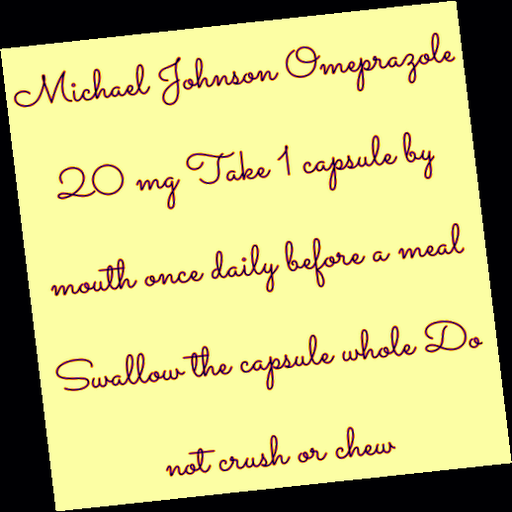 Michael Johnson Omeprazole
20 mg Take 1 capsule by
mouth once daily before a meal
Swallow the capsule whole Do
not crush or chew